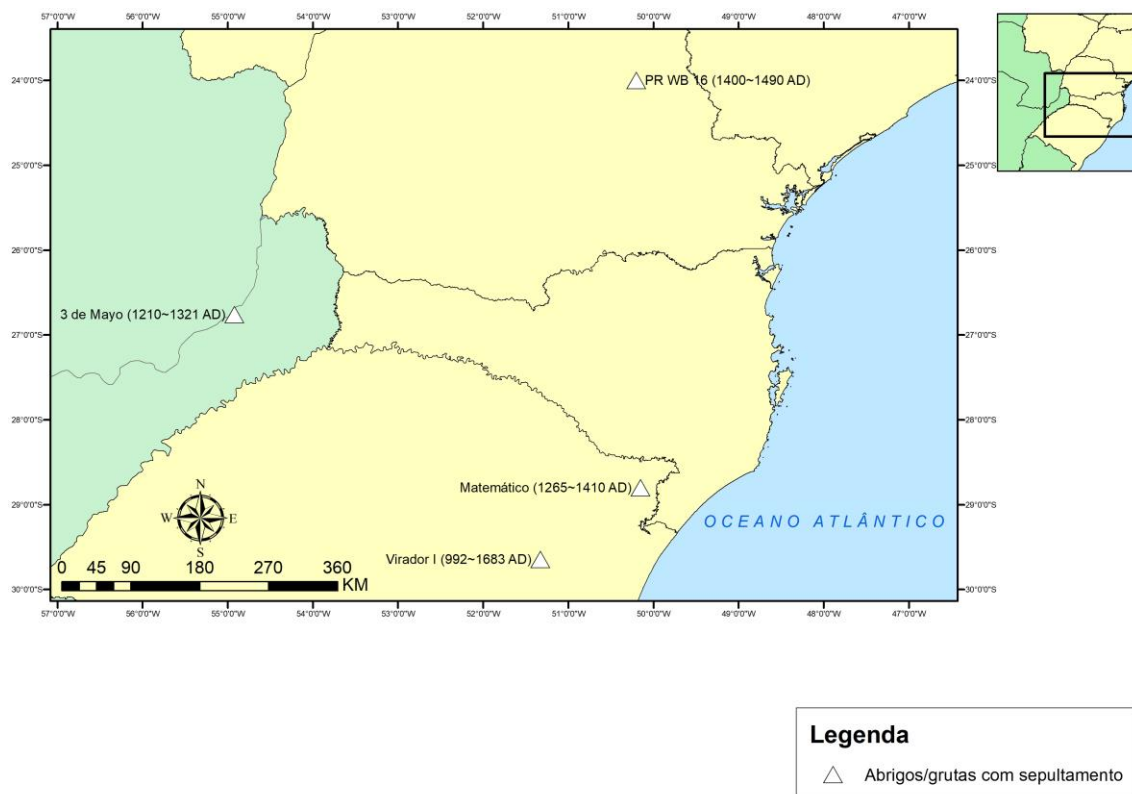 57°0'0"W 56°0'0"W 55°0'0"W 54°0'0"W 53°0'0"W 52°0'0"W 51°0'0"W 50°0'0"W 49°0'0"W 48°0'0"W 47°0'0"W
24°0'0"S PR WB 16 (1400~1490 AD) 24°0'0"S
25°0'0"S 25°0'0"S
26°0'0"S 26°0'0"S
3 de Mayo (1210~1321 AD)
27°0'0"S 27°0'0"S
28°0'0"S 28°0'0"S
Matemático (1265~1410 AD)
29°0'0"S 29°0'0"S
N
W E
S
OCEANO ATLÂNTICO
Virador I (992~1683 AD)
0 45 90 180 270 360
KM
30°0'0"S 30°0'0"S
57°0'0"W 56°0'0"W 55°0'0"W 54°0'0"W 53°0'0"W 52°0'0"W 51°0'0"W 50°0'0"W 49°0'0"W 48°0'0"W 47°0'0"W
Legenda
Abrigos/grutas com sepultamento